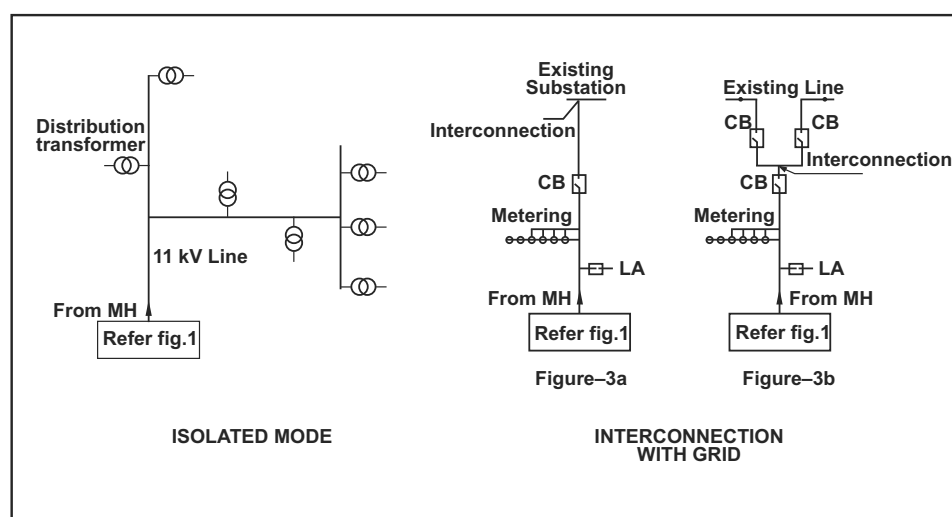 Distribution
transformer
11 kV Line
From MH
Refer fig.1
ISOLATED MODE
Existing
Substation
Interconnection
CB
Metering
LA
From MH
Refer fig.1
Figure–3a
Existing Line
CB
CB
Interconnection
CB
Metering
LA
From MH
Refer fig.1
Figure–3b
INTERCONNECTION
WITH GRID